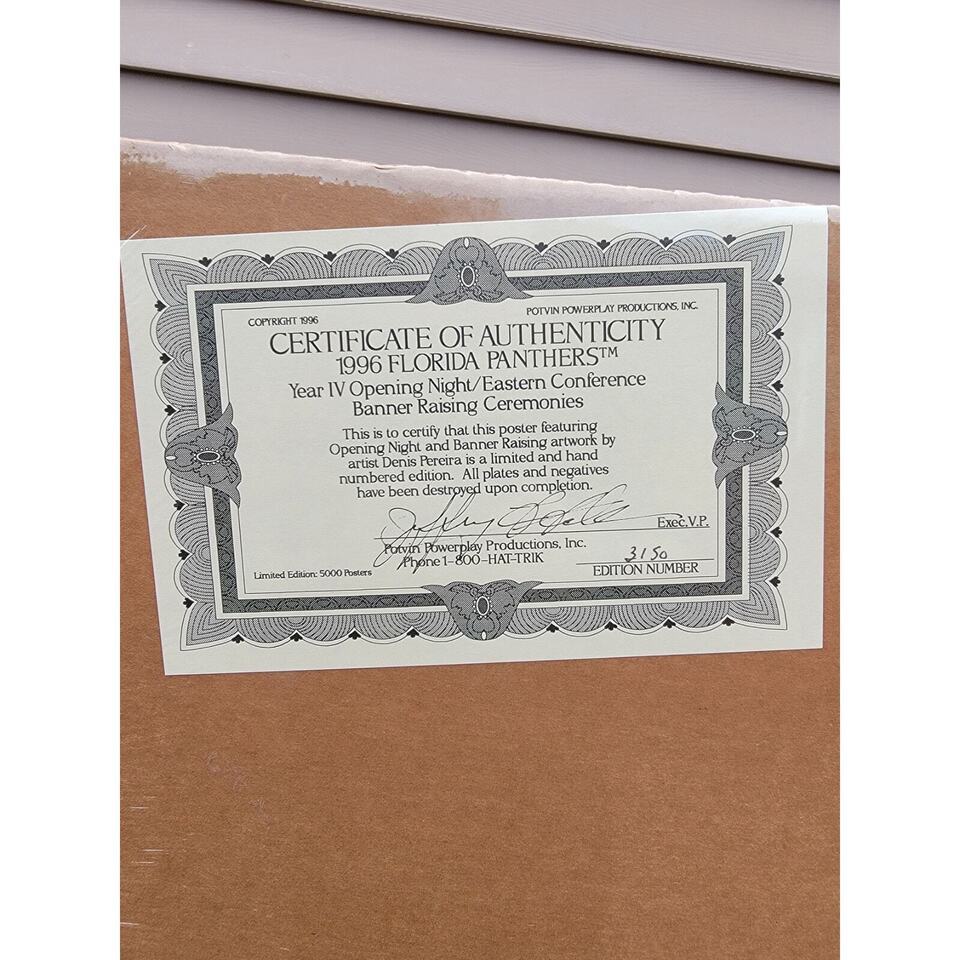 COPYRIGHT 1996
POTVIN POWERPLAY PRODUCTIONS, INC.
CERTIFICATE OF AUTHENTICITY
1996 FLORIDA PANTHERS™
Year IV Opening Night/Eastern Conference
Banner Raising Ceremonies
This is to certify that this poster featuring
Opening Night and Banner Raising artwork by
artist Denis Pereira is a limited and hand
numbered edition. All plates and negatives
have been destroyed upon completion.
Exec.V.P.
Potvin Powerplay Productions, Inc.
Phone 1-800-HAT-TRIK
3150
Limited Edition: 5000 Posters
EDITION NUMBER